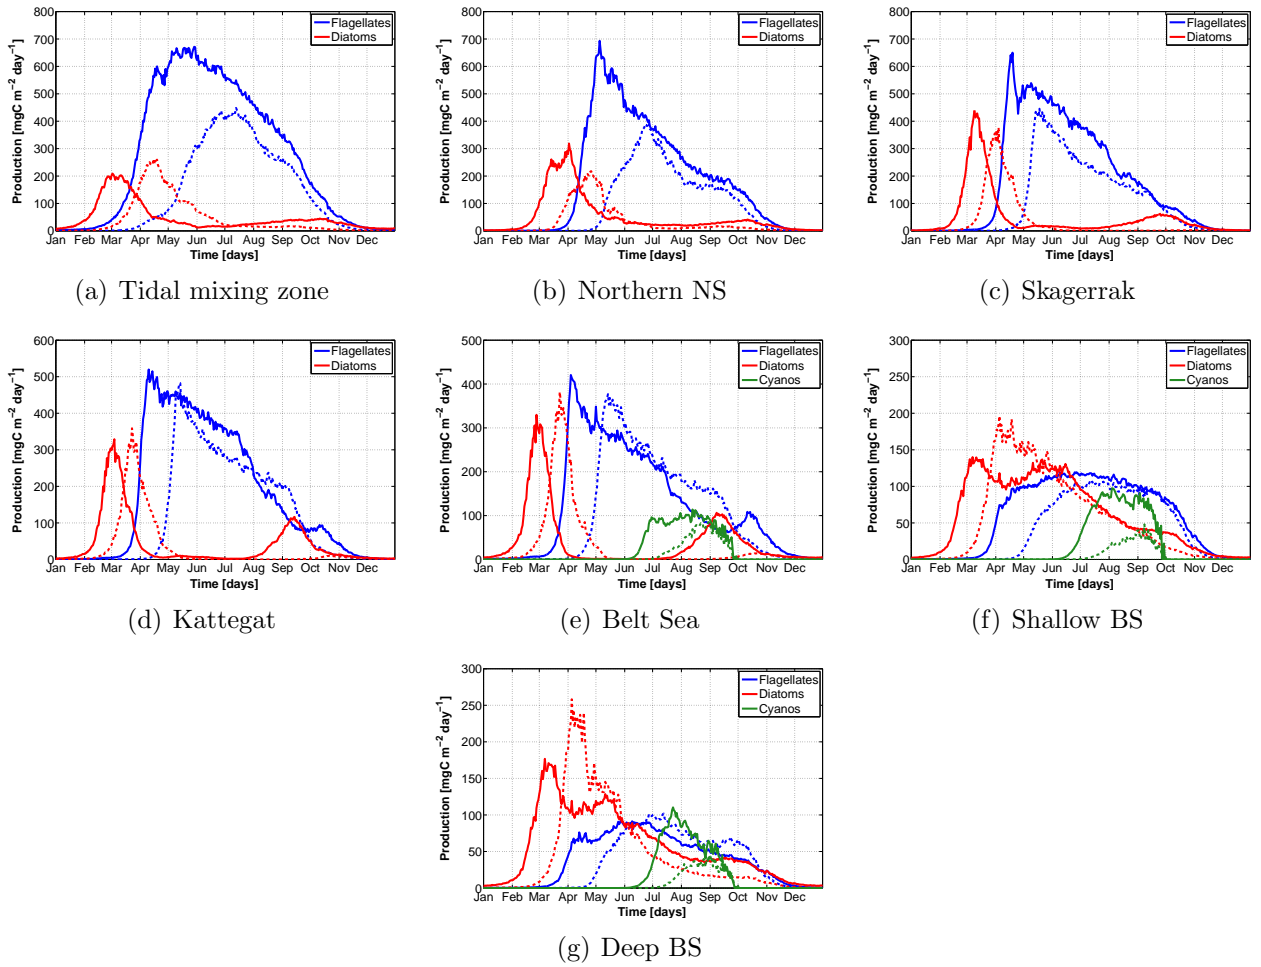 Flagellates
Diatoms
Production [mgC m⁻² day⁻¹]
800
700
600
500
400
300
200
100
0
Jan Feb Mar Apr May Jun Jul Aug Sep Oct Nov Dec
Time [days]
(a) Tidal mixing zone
Flagellates
Diatoms
Production [mgC m⁻² day⁻¹]
800
700
600
500
400
300
200
100
0
Jan Feb Mar Apr May Jun Jul Aug Sep Oct Nov Dec
Time [days]
(b) Northern NS
Flagellates
Diatoms
Production [mgC m⁻² day⁻¹]
800
700
600
500
400
300
200
100
0
Jan Feb Mar Apr May Jun Jul Aug Sep Oct Nov Dec
Time [days]
(c) Skagerrak
Flagellates
Diatoms
Production [mgC m⁻² day⁻¹]
600
500
400
300
200
100
0
Jan Feb Mar Apr May Jun Jul Aug Sep Oct Nov Dec
Time [days]
(d) Kattegat
Flagellates
Diatoms
Cyanos
Production [mgC m⁻² day⁻¹]
500
400
300
200
100
0
Jan Feb Mar Apr May Jun Jul Aug Sep Oct Nov Dec
Time [days]
(e) Belt Sea
Flagellates
Diatoms
Cyanos
Production [mgC m⁻² day⁻¹]
300
250
200
150
100
50
0
Jan Feb Mar Apr May Jun Jul Aug Sep Oct Nov Dec
Time [days]
(f) Shallow BS
Flagellates
Diatoms
Cyanos
Production [mgC m⁻² day⁻¹]
300
250
200
150
100
50
0
Jan Feb Mar Apr May Jun Jul Aug Sep Oct Nov Dec
Time [days]
(g) Deep BS